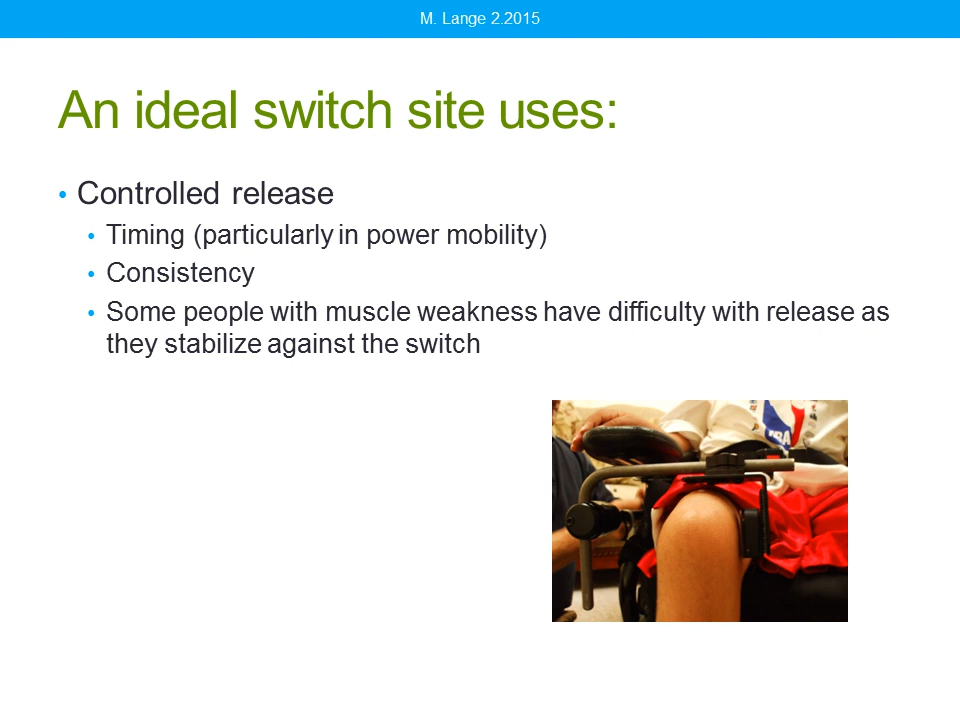 M. Lange 2.2015
An ideal switch site uses:
• Controlled release
• Timing (particularly in power mobility)
• Consistency
• Some people with muscle weakness have difficulty with release as
they stabilize against the switch